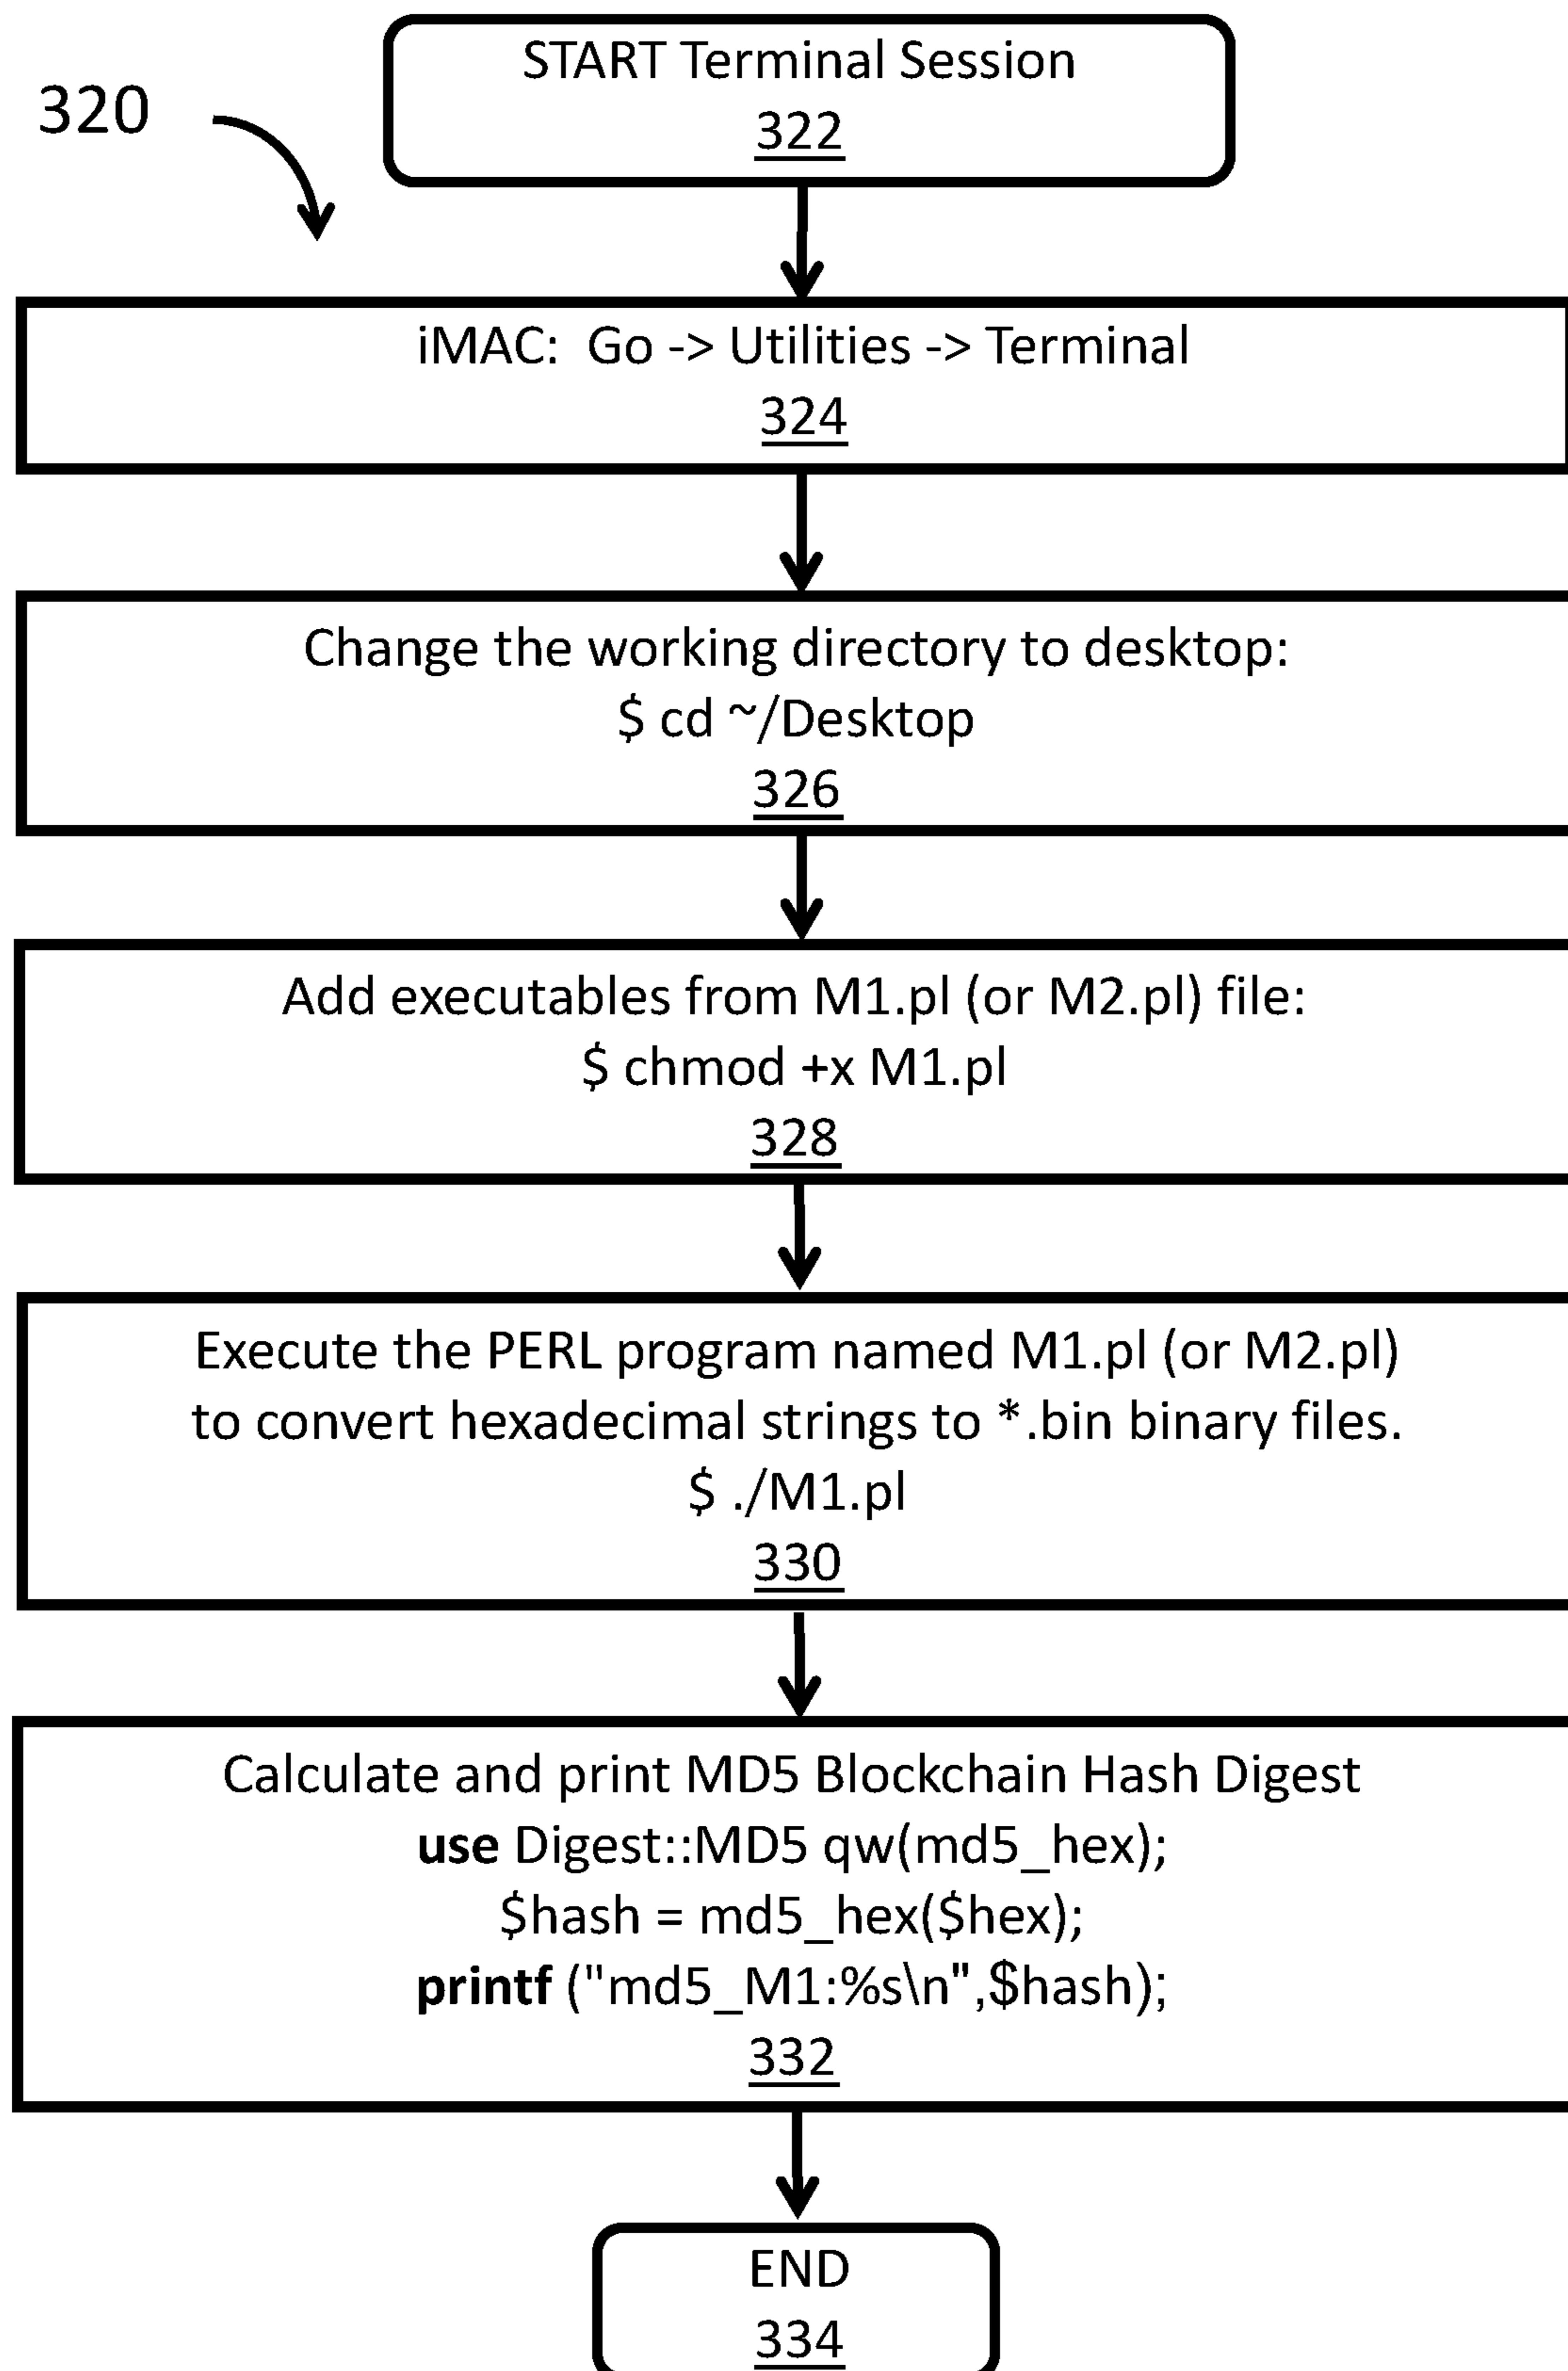 START Terminal Session
322
320
iMAC:  Go -> Utilities -> Terminal
324
Change the working directory to desktop:
$ cd ~/Desktop
326
Add executables from M1.pl (or M2.pl) file:
$ chmod +x M1.pl
328
Execute the PERL program named M1.pl (or M2.pl)
to convert hexadecimal strings to *.bin binary files.
$ ./M1.pl
330
Calculate and print MD5 Blockchain Hash Digest
use Digest::MD5 qw(md5_hex);
$hash = md5_hex($hex);
printf ("md5_M1:%s\n",$hash);
332
END
334